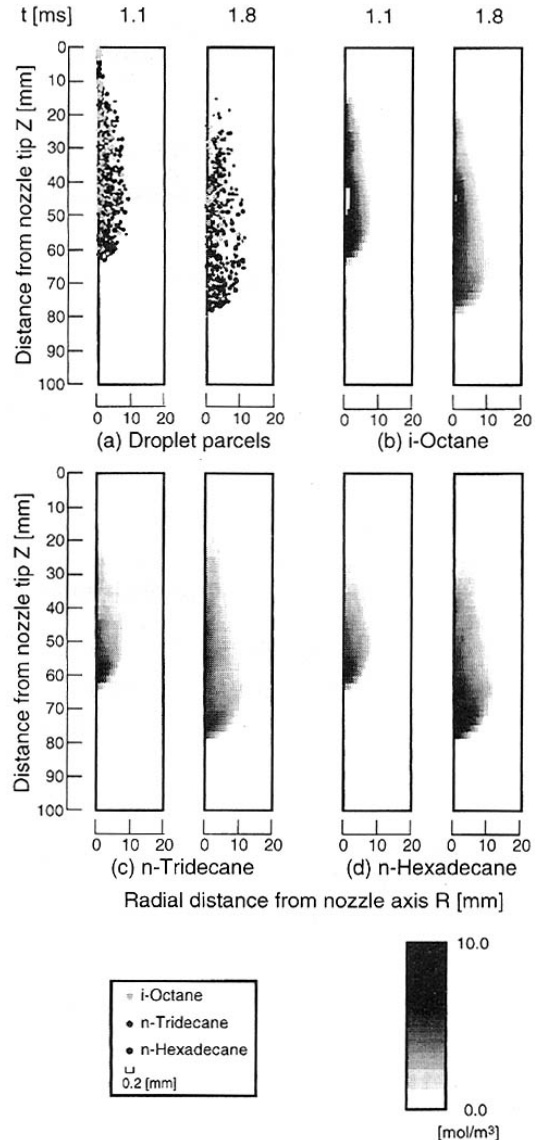 t [ms] 1.1 1.8 1.1 1.8
Distance from nozzle tip Z [mm]
0
10
20
30
40
50
60
70
80
90
100
0 10 20 0 10 20 0 10 20 0 10 20
(a) Droplet parcels (b) i-Octane
Distance from nozzle tip Z [mm]
0
10
20
30
40
50
60
70
80
90
100
0 10 20 0 10 20 0 10 20 0 10 20
(c) n-Tridecane (d) n-Hexadecane
Radial distance from nozzle axis R [mm]
i-Octane
n-Tridecane
n-Hexadecane
0.2 [mm]
10.0
0.0
[mol/m³]